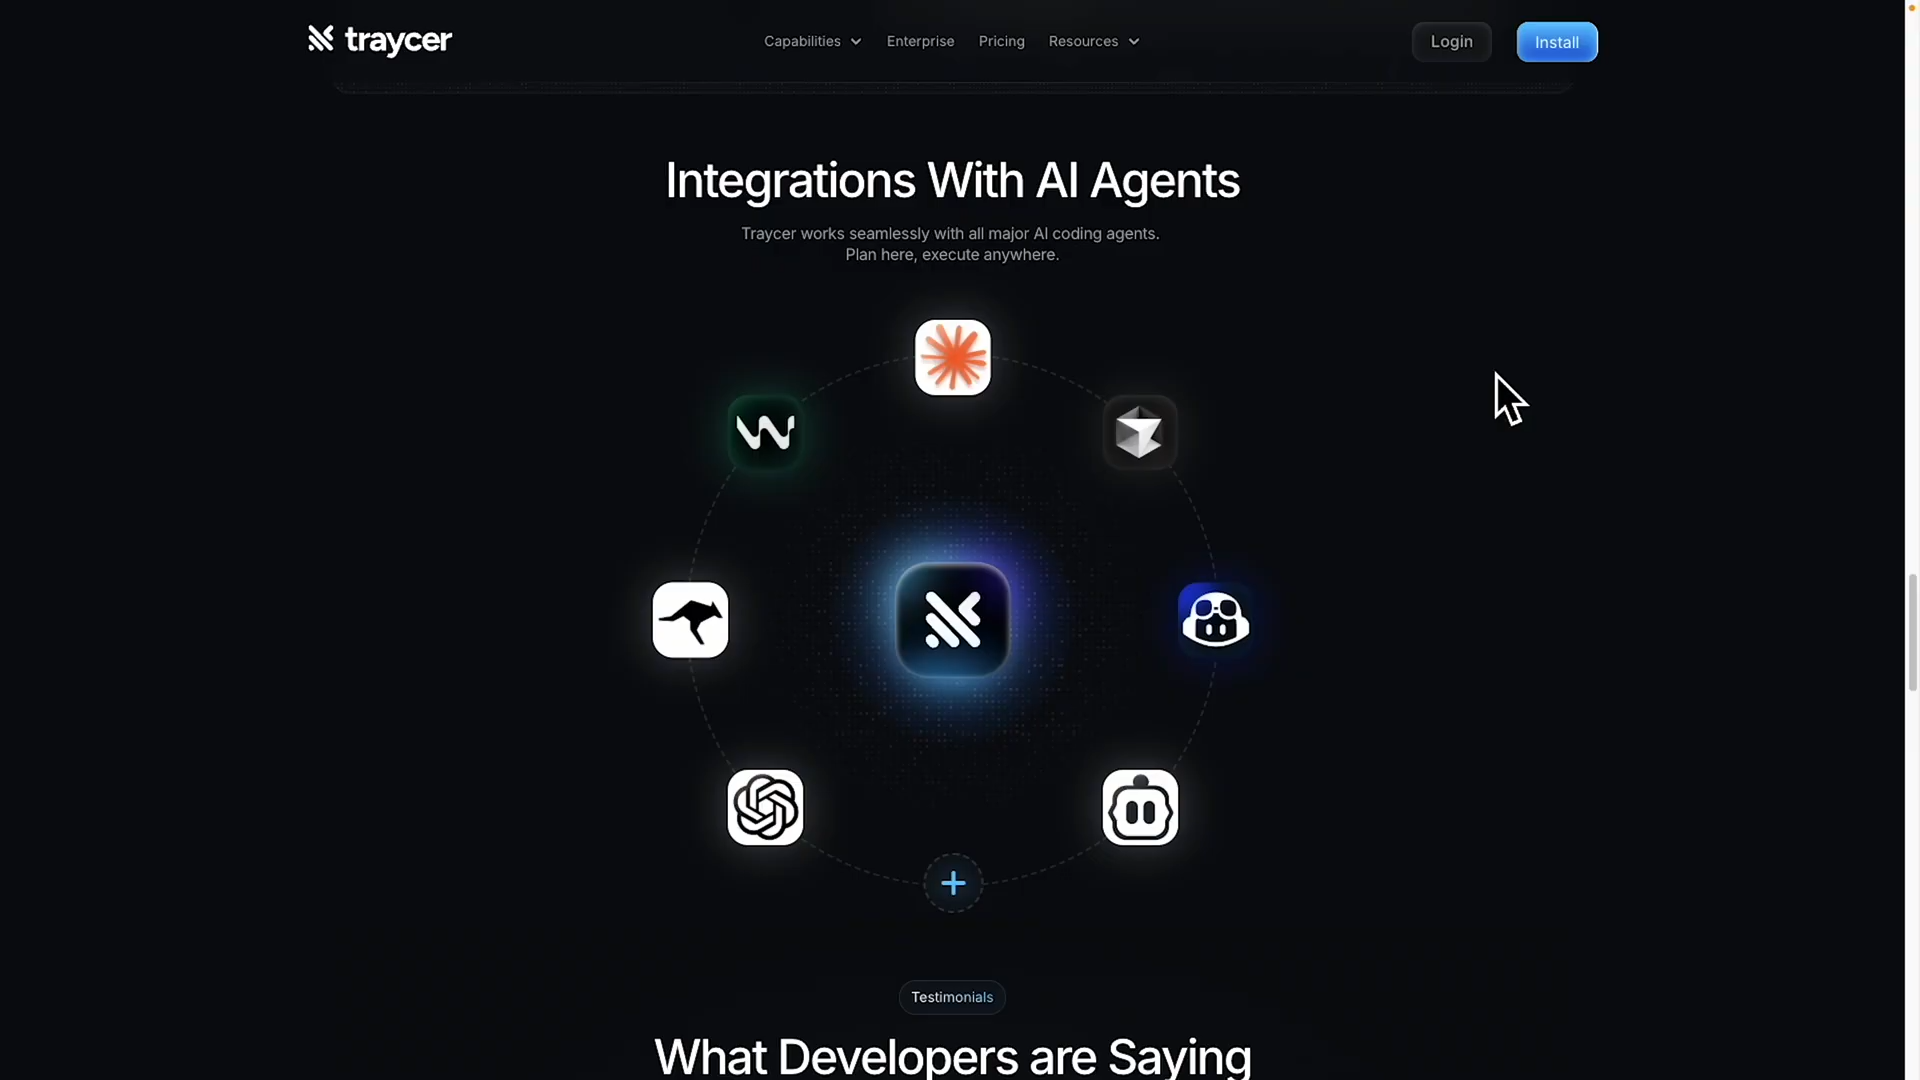 traycer
Capabilities
Enterprise
Pricing
Resources
Login
Install
Integrations With AI Agents
Traycer works seamlessly with all major AI coding agents.
Plan here, execute anywhere.
Testimonials
What Developers are Saying